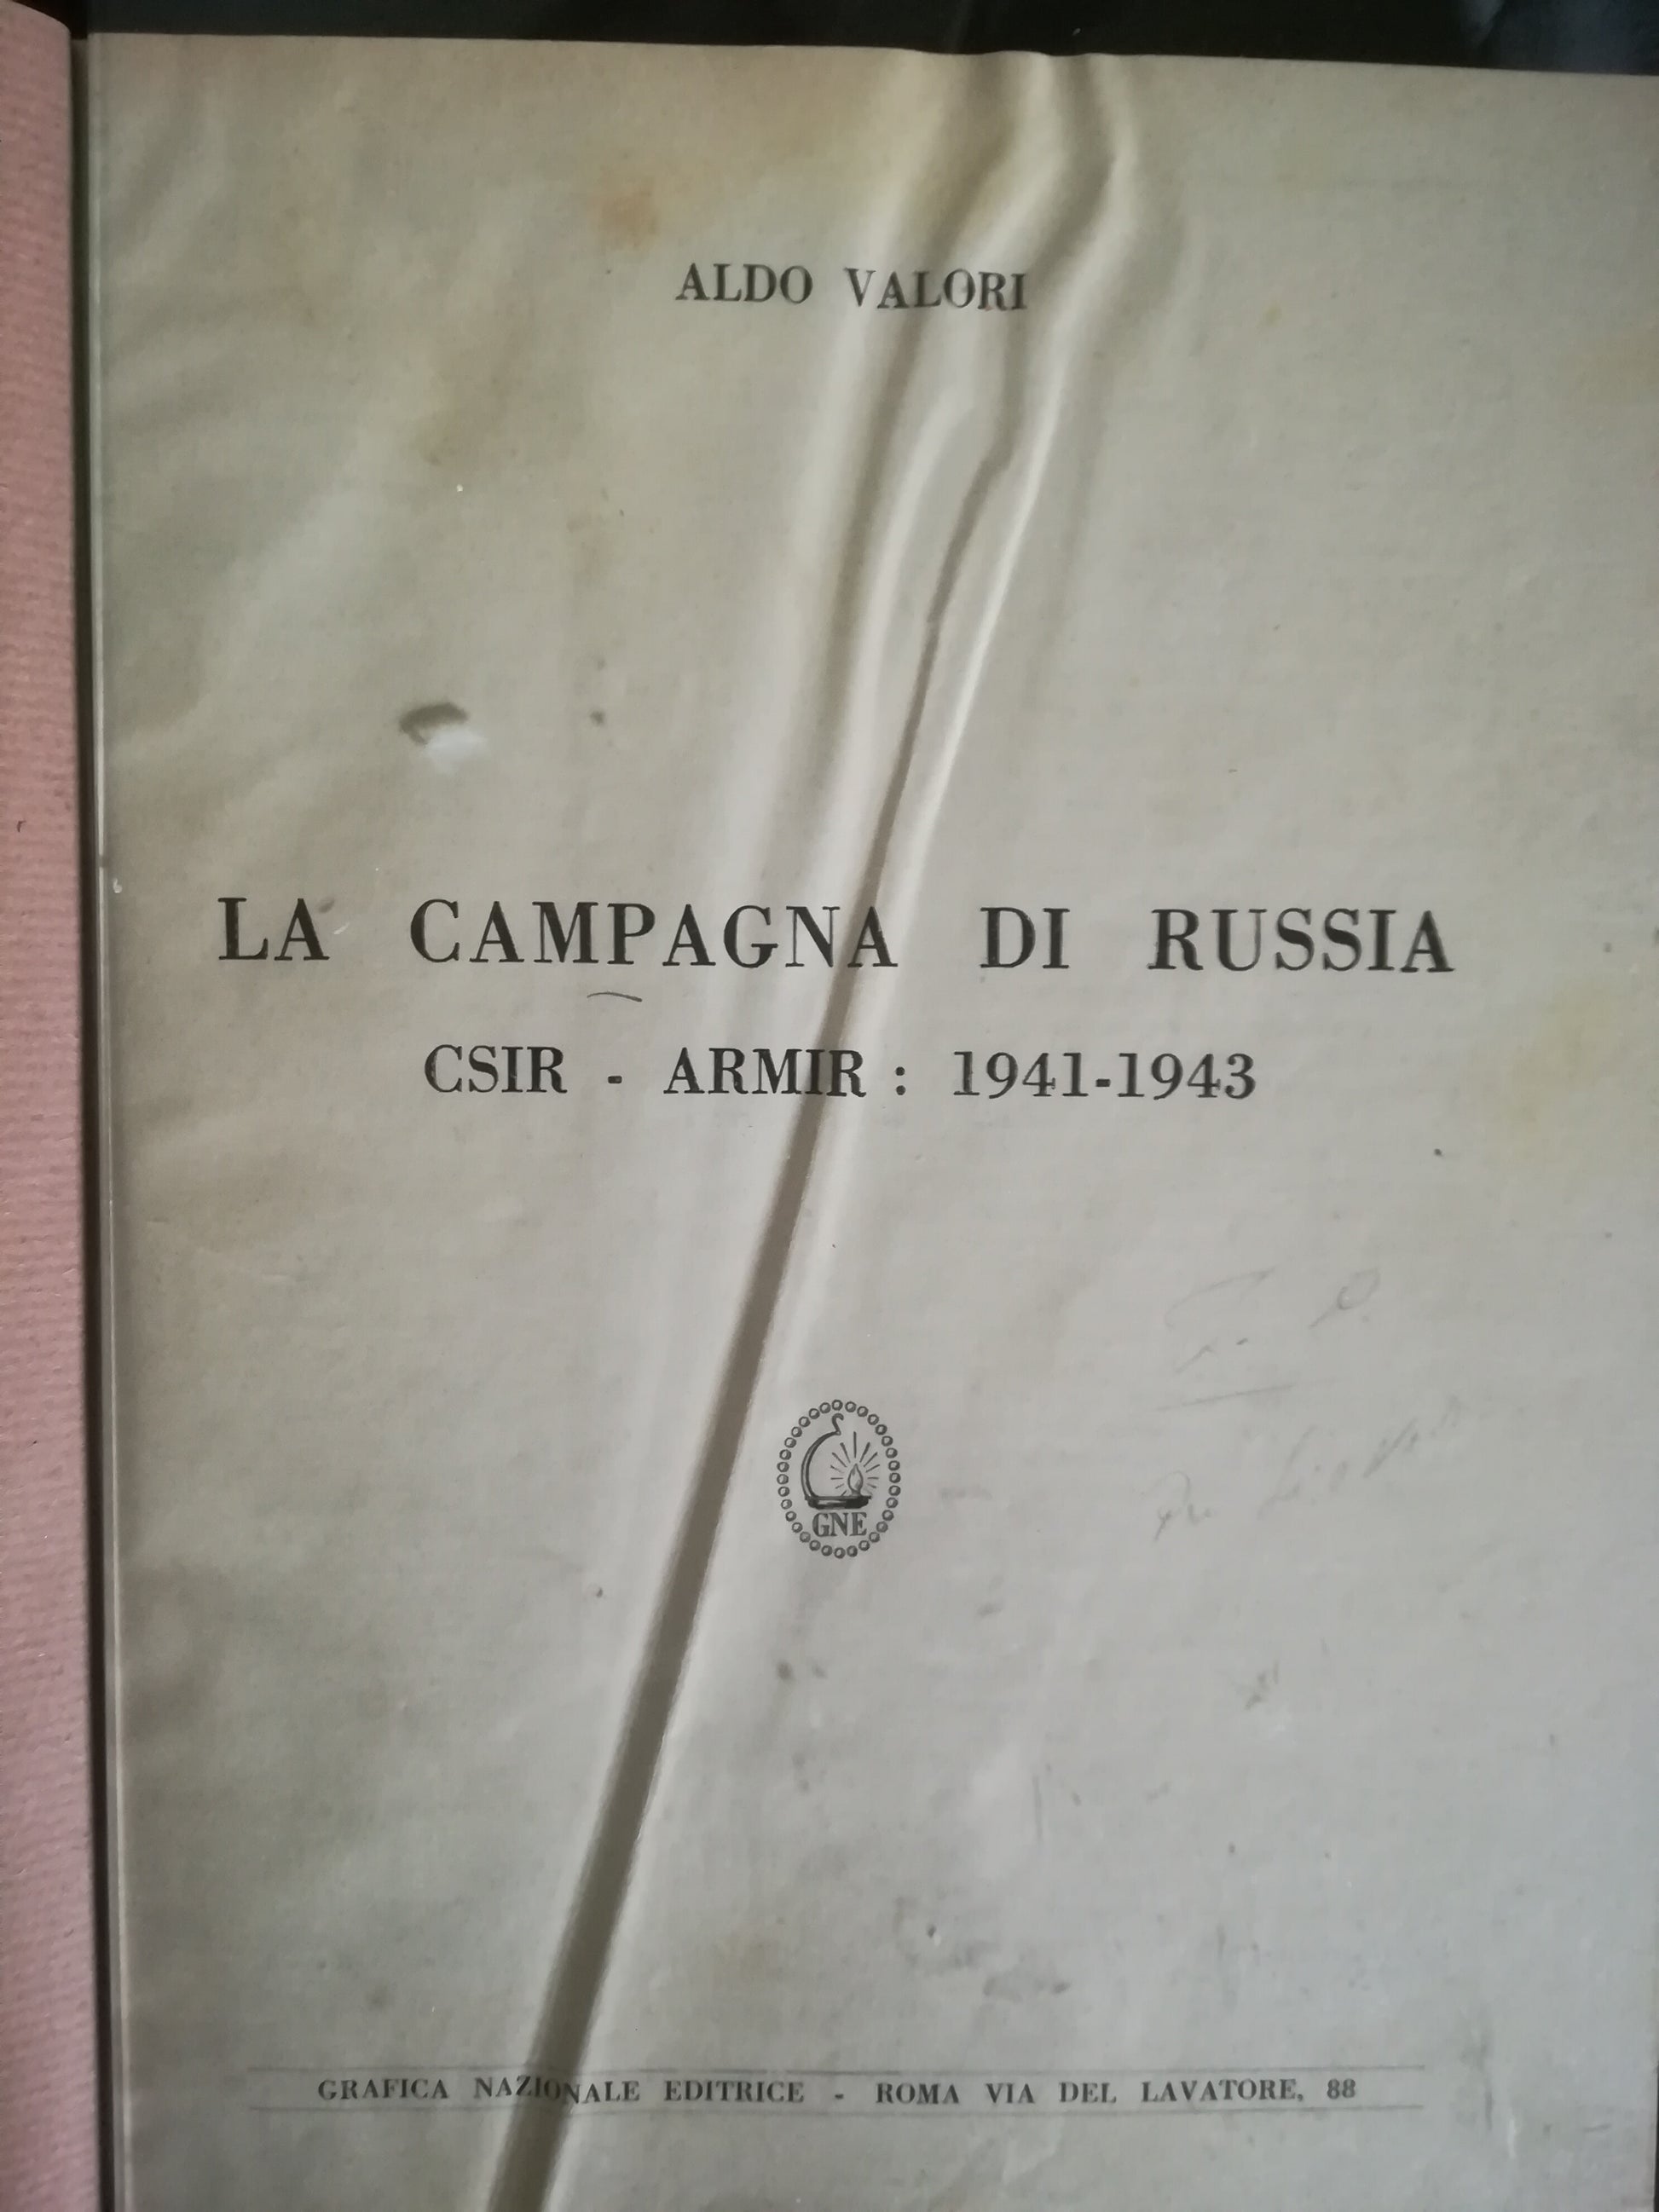 ALDO VALORI
LA CAMPAGNA DI RUSSIA
CSIR - ARMIR : 1941-1943
GNE
GRAFICA NAZIONALE EDITRICE - ROMA VIA DEL LAVATORE, 88